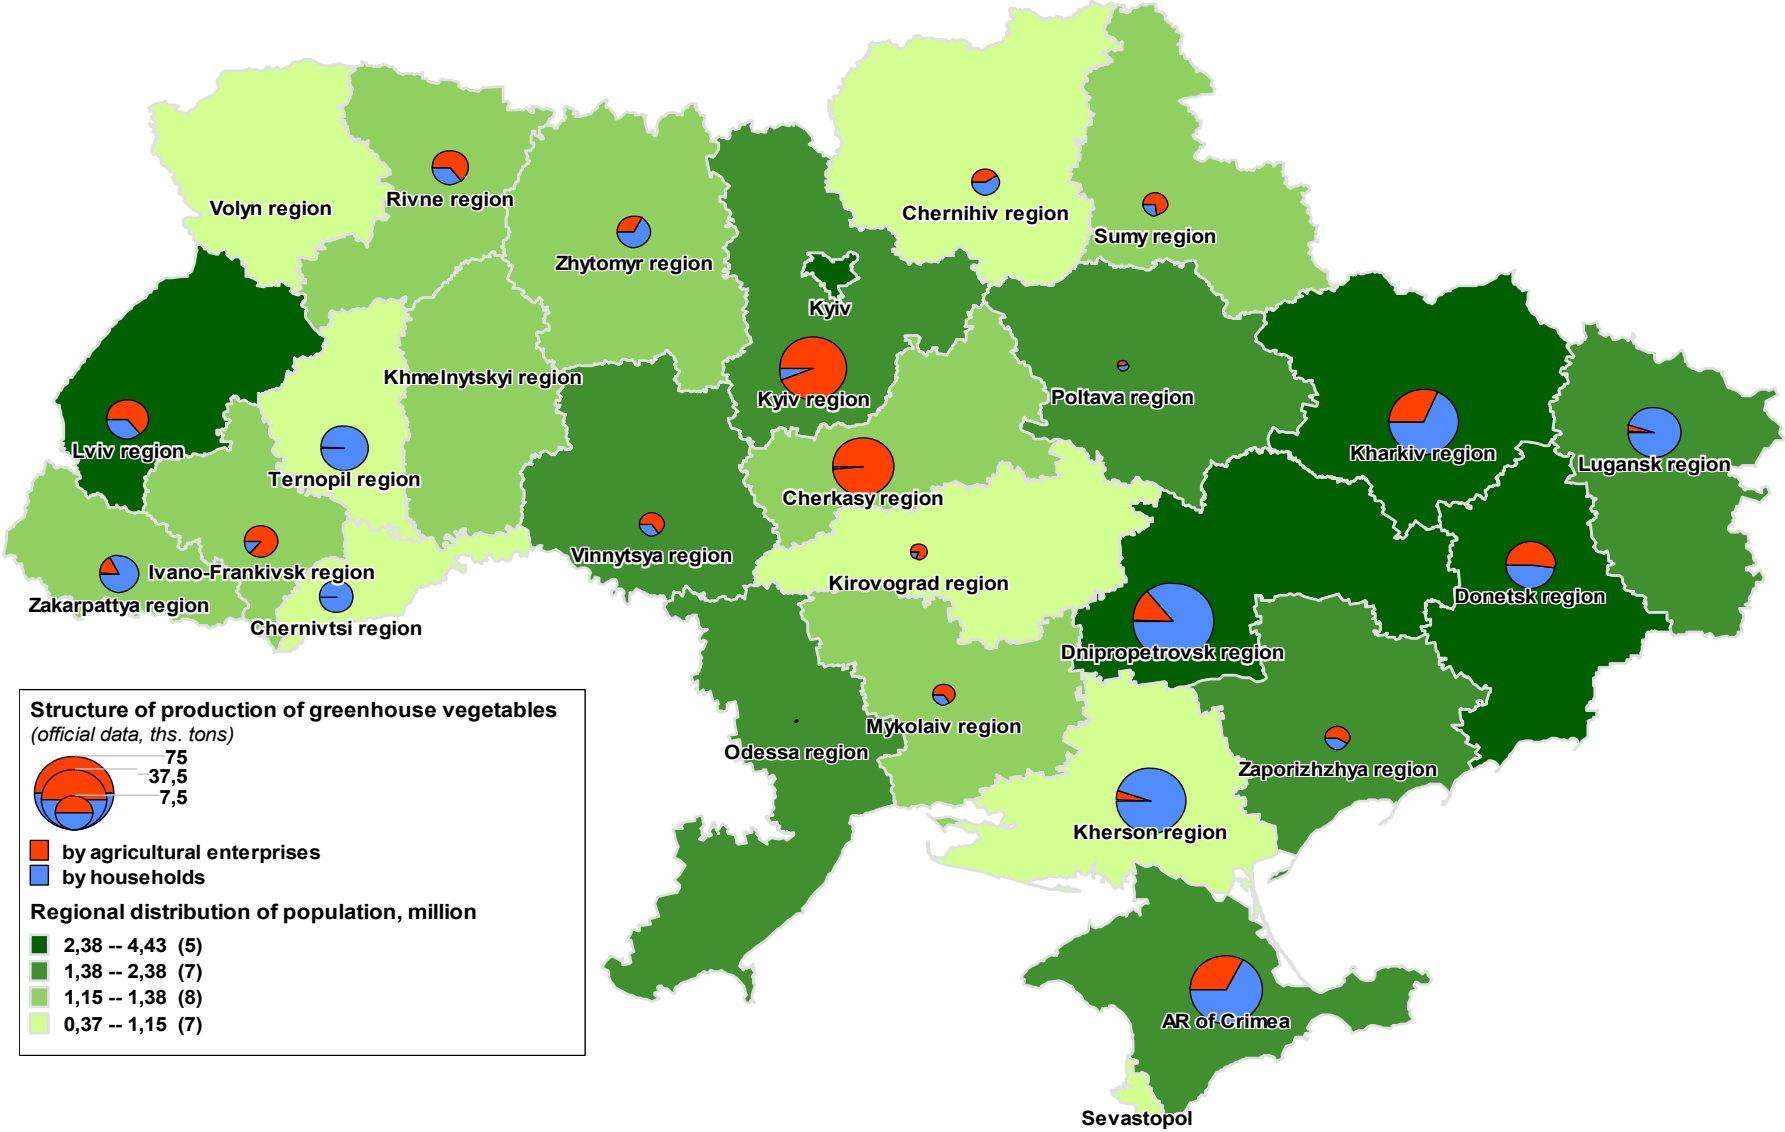 Volyn region
Rivne region
Zhytomyr region
Chernihiv region
Sumy region
Kyiv
Kyiv region
Khmelnytskyi region
Poltava region
Lviv region
Ternopil region
Cherkasy region
Kharkiv region
Lugansk region
Ivano-Frankivsk region
Zakarpattya region
Chernivtsi region
Vinnytsya region
Kirovograd region
Donetsk region
Dnipropetrovsk region
Mykolaiv region
Odessa region
Zaporizhzhya region
Kherson region
AR of Crimea
Sevastopol
Structure of production of greenhouse vegetables
(official data, ths. tons)
75
37,5
7,5
by agricultural enterprises
by households
Regional distribution of population, million
2,38 -- 4,43 (5)
1,38 -- 2,38 (7)
1,15 -- 1,38 (8)
0,37 -- 1,15 (7)